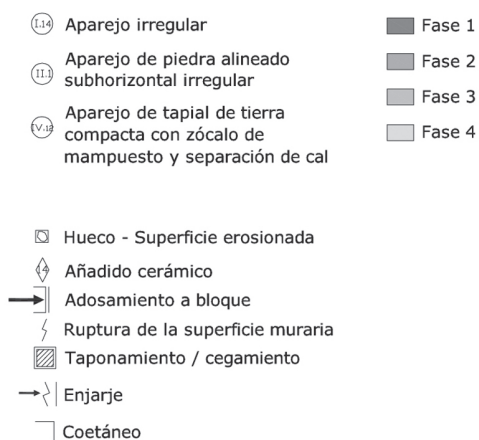 I.14 Aparejo irregular
II.1 Aparejo de piedra alineado
subhorizontal irregular
IV.12 Aparejo de tapial de tierra
compacta con zócalo de
mampuesto y separación de cal
Fase 1
Fase 2
Fase 3
Fase 4
Hueco - Superficie erosionada
14 Añadido cerámico
Adosamiento a bloque
Ruptura de la superficie muraria
Taponamiento / cegamiento
Enjarje
Coetáneo